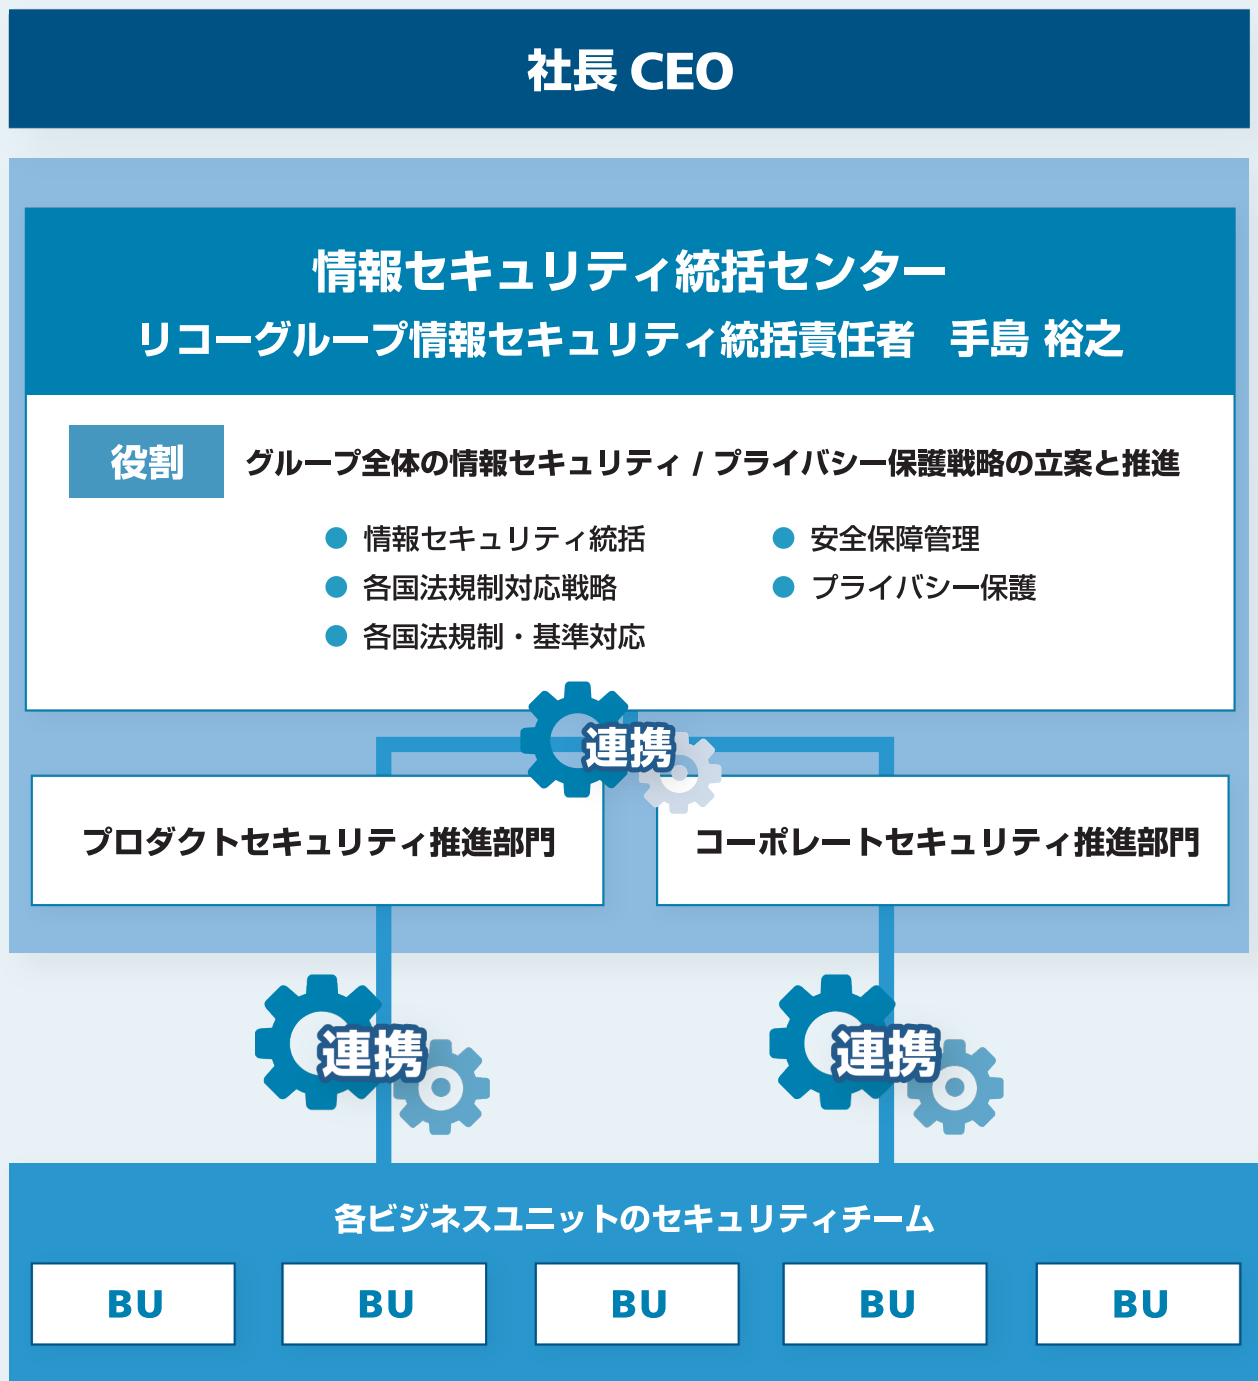 社長 CEO
情報セキュリティ統括センター
リコーグループ情報セキュリティ統括責任者 手島 裕之
役割
グループ全体の情報セキュリティ / プライバシー保護戦略の立案と推進
情報セキュリティ統括
各国法規制対応戦略
各国法規制・基準対応
安全保障管理
プライバシー保護
連携
プロダクトセキュリティ推進部門
コーポレートセキュリティ推進部門
連携
連携
各ビジネスユニットのセキュリティチーム
BU
BU
BU
BU
BU